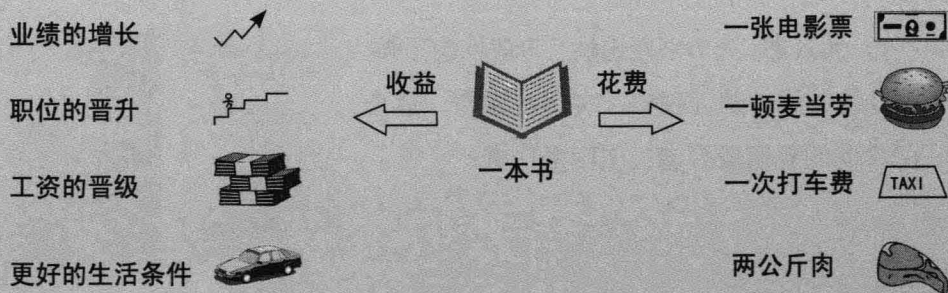 业绩的增长
职位的晋升
工资的晋级
更好的生活条件
收益
一本书
花费
一张电影票
一顿麦当劳
一次打车费
TAXI
两公斤肉